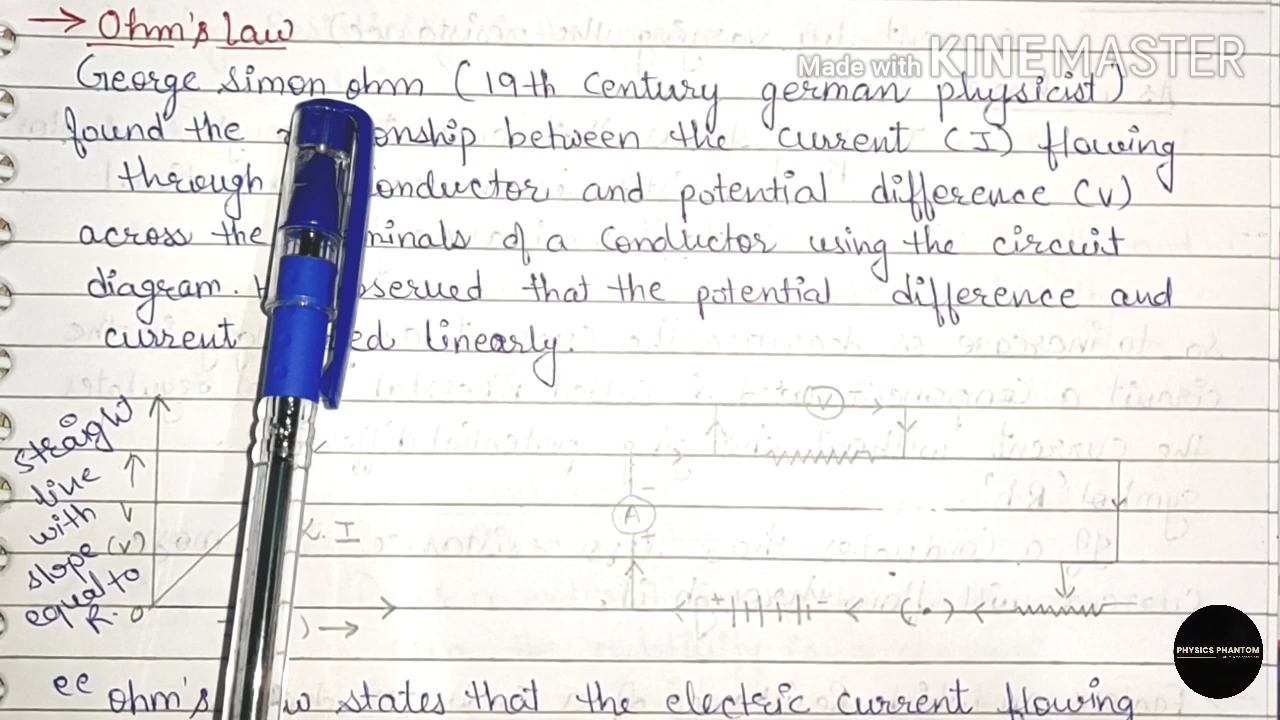 → Ohm's Law
Made with KINEMASTER
George Simon ohm (19th Century german physicist)
found the onship between the current (I) flowing
through onductor and potential difference (V)
across the minals of a conductor using the circuit
diagram. served that the potential difference and
current ed linearly.
straight
line
with
slope (V)
equal to
R.
O
V
A
+
-
I
+ -
(.)
) →
PHYSICS PHANTOM
ohm's w states that the electric current flowing